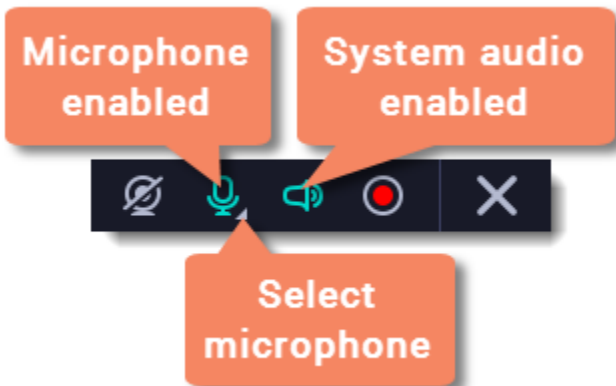 Microphone
enabled
System audio
enabled
Select
microphone